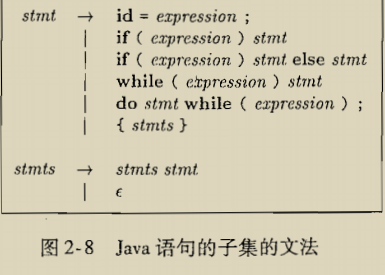 stmt → id = expression ;
| if ( expression ) stmt
| if ( expression ) stmt else stmt
| while ( expression ) stmt
| do stmt while ( expression ) ;
| { stmts }
stmts → stmts stmt
| ϵ
图 2-8 Java 语句的子集的文法